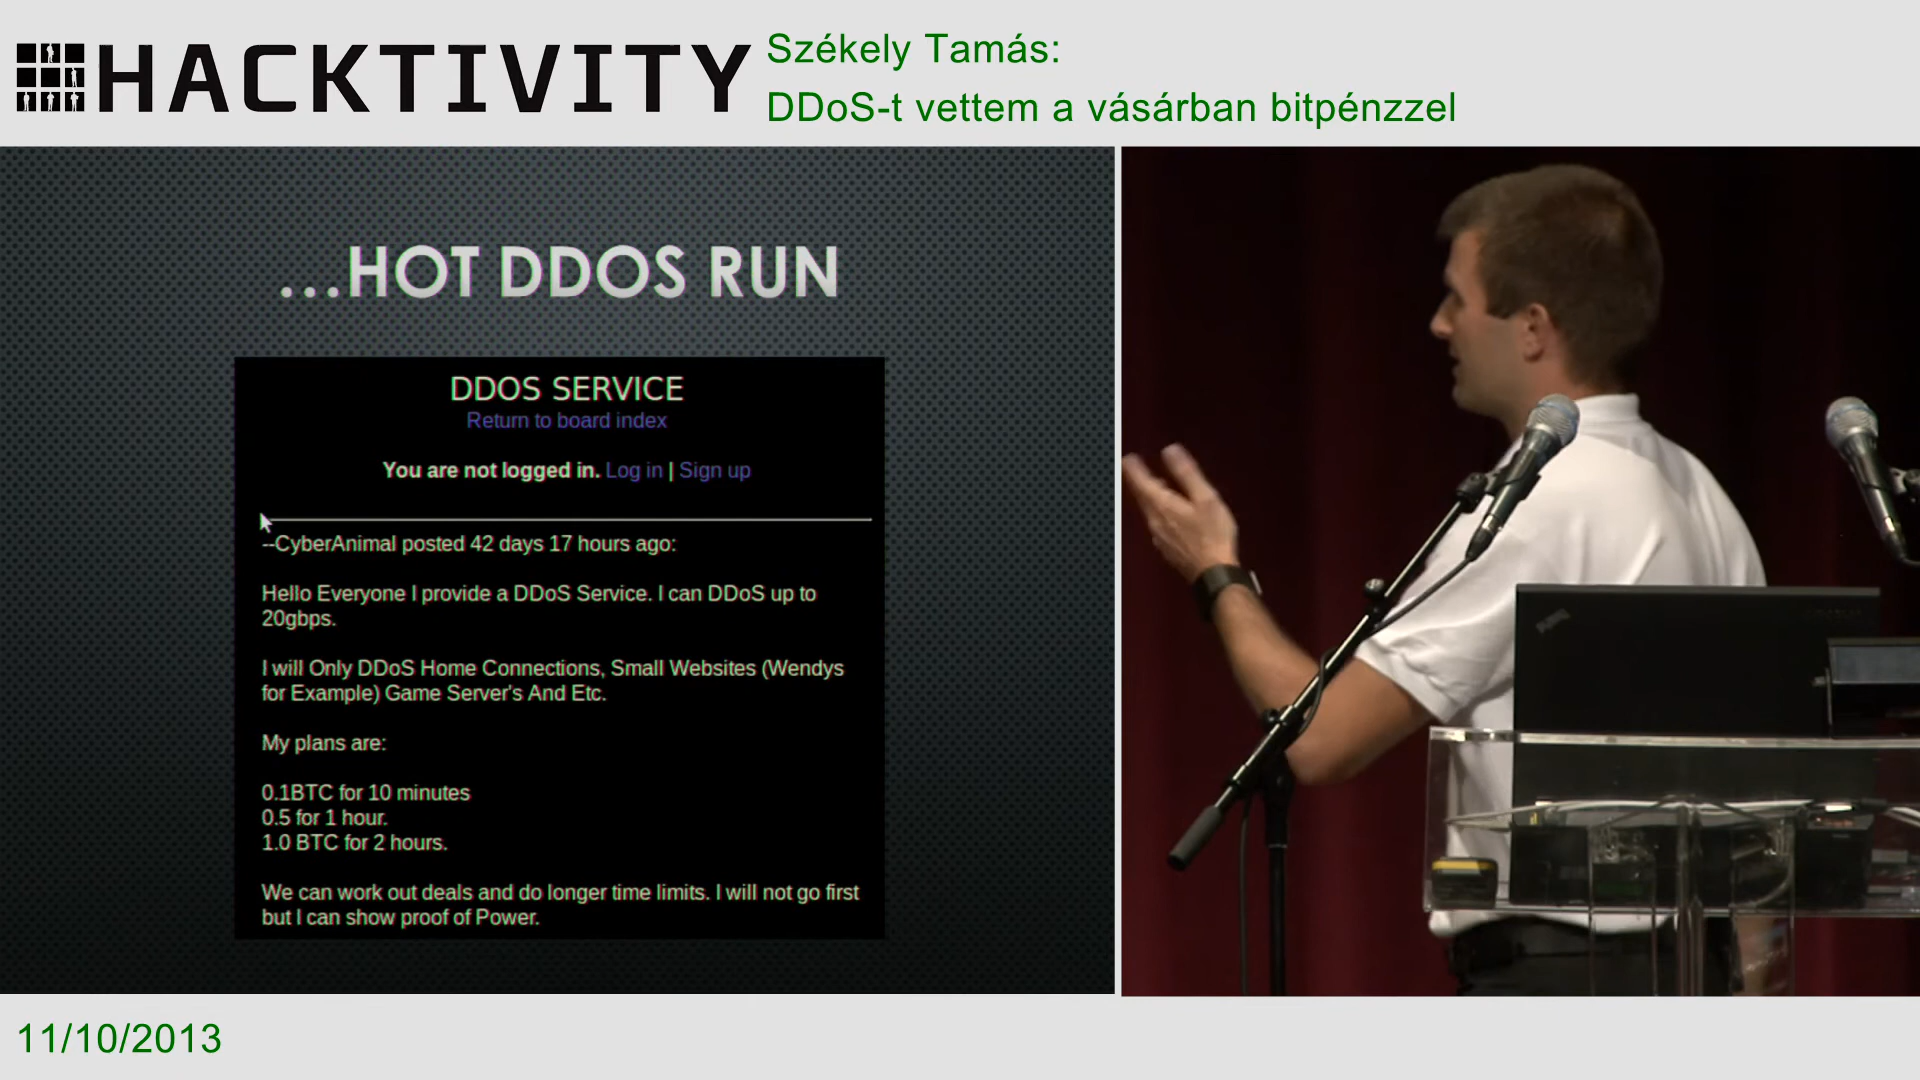 HACKTIVITY
Székely Tamás:
DDoS-t vettem a vásárban bitpénzzel
...HOT DDOS RUN
DDOS SERVICE
Return to board index
You are not logged in. Log in | Sign up
--CyberAnimal posted 42 days 17 hours ago:
Hello Everyone I provide a DDoS Service. I can DDoS up to
20gbps.
I will Only DDoS Home Connections, Small Websites (Wendys
for Example) Game Server's And Etc.
My plans are:
0.1BTC for 10 minutes
0.5 for 1 hour.
1.0 BTC for 2 hours.
We can work out deals and do longer time limits. I will not go first
but I can show proof of Power.
11/10/2013